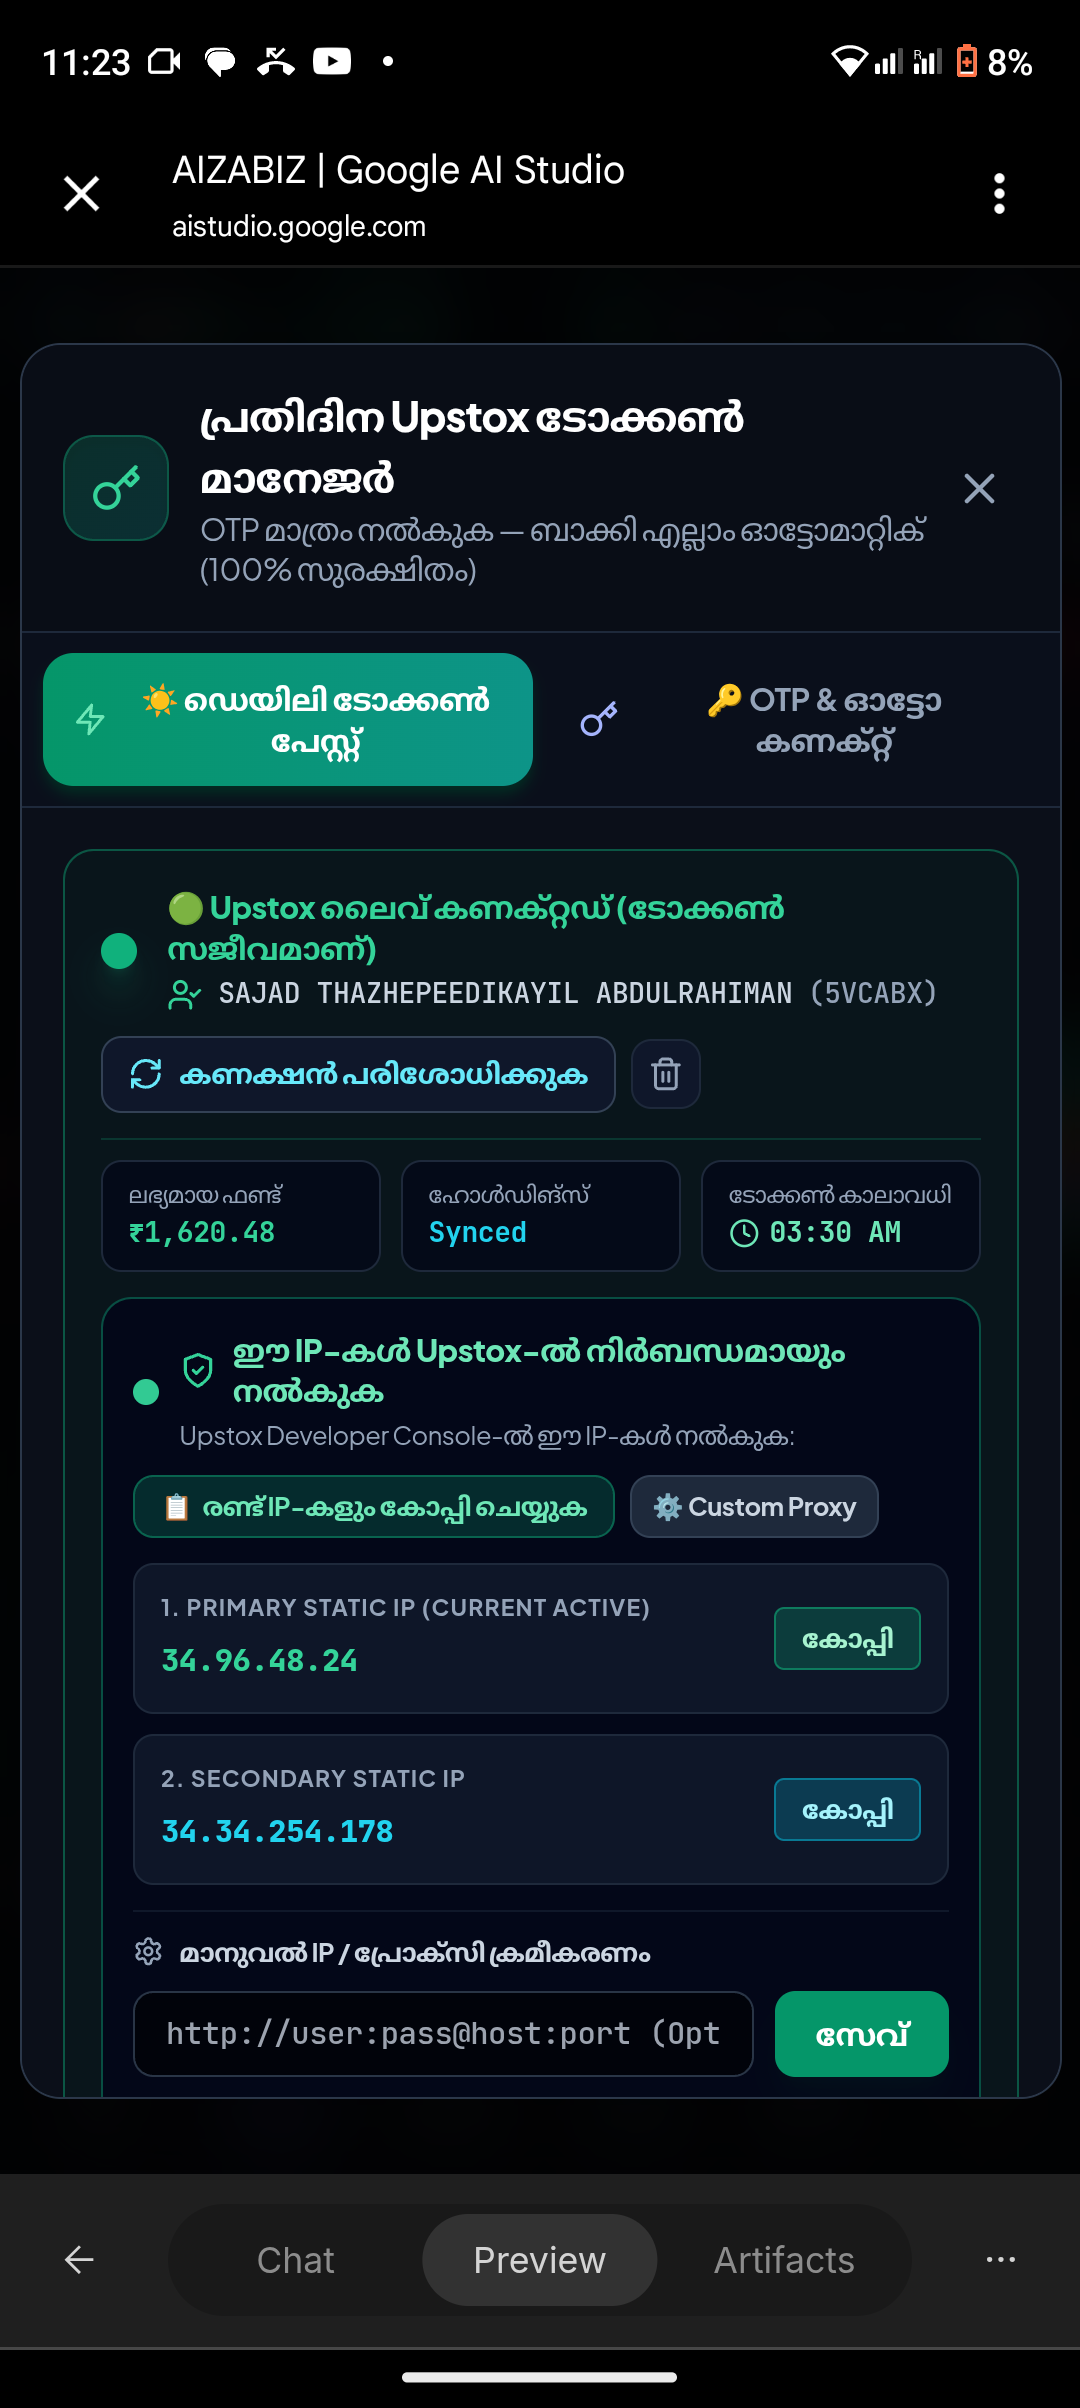 11:23
8%
AIZABIZ | Google AI Studio
aistudio.google.com
പ്രതിദിന Upstox ടോക്കൺ
മാനേജർ
OTP മാത്രം നൽകുക — ബാക്കി എല്ലാം ഓട്ടോമാറ്റിക്
(100% സുരക്ഷിതം)
☀️ ഡെയിലി ടോക്കൺ
പേസ്റ്റ്
🔑 OTP & ഓട്ടോ
കണക്റ്റ്
🟢 Upstox ലൈവ് കണക്റ്റഡ് (ടോക്കൺ
സജീവമാണ്)
SAJAD THAZHEPEEDIKAYIL ABDULRAHIMAN (5VCABX)
കണക്ഷൻ പരിശോധിക്കുക
ലഭ്യമായ ഫണ്ട്
₹1,620.48
ഹോൾഡിങ്സ്
Synced
ടോക്കൺ കാലാവധി
03:30 AM
ഈ IP-കൾ Upstox-ൽ നിർബന്ധമായും
നൽകുക
Upstox Developer Console-ൽ ഈ IP-കൾ നൽകുക:
📋 രണ്ട് IP-കളും കോപ്പി ചെയ്യുക
⚙️ Custom Proxy
1. PRIMARY STATIC IP (CURRENT ACTIVE)
34.96.48.24
കോപ്പി
2. SECONDARY STATIC IP
34.34.254.178
കോപ്പി
മാനുവൽ IP / പ്രോക്സി ക്രമീകരണം
http://user:pass@host:port (Opt
സേവ്
Chat
Preview
Artifacts